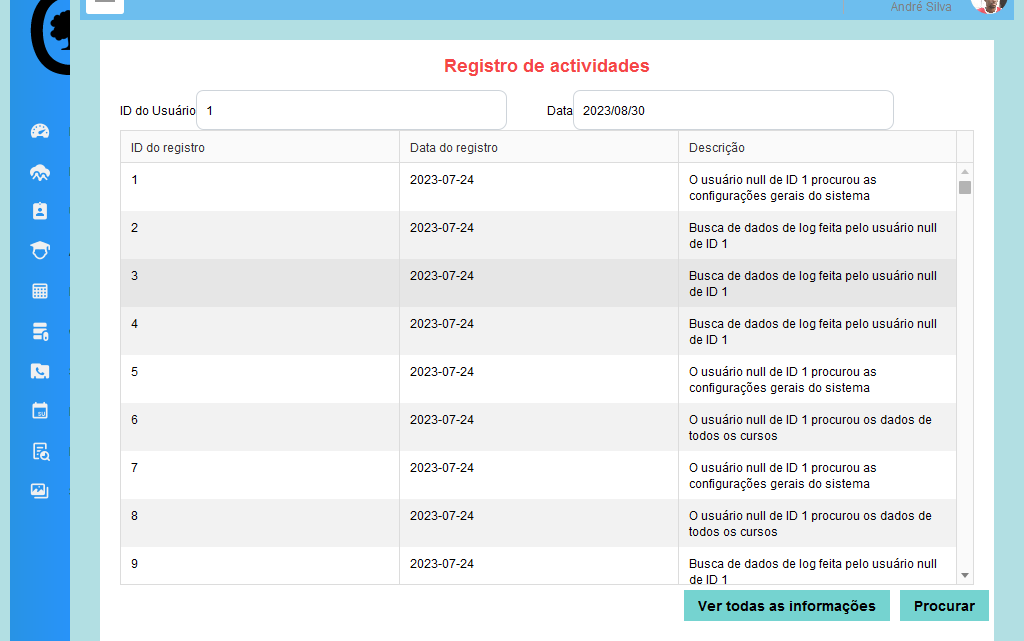 André Silva
Registro de actividades
ID do Usuário 1 Data 2023/08/30
ID do registro Data do registro Descrição
1 2023-07-24 O usuário null de ID 1 procurou as
configurações gerais do sistema
2 2023-07-24 Busca de dados de log feita pelo usuário null
de ID 1
3 2023-07-24 Busca de dados de log feita pelo usuário null
de ID 1
4 2023-07-24 Busca de dados de log feita pelo usuário null
de ID 1
5 2023-07-24 O usuário null de ID 1 procurou as
configurações gerais do sistema
6 2023-07-24 O usuário null de ID 1 procurou os dados de
todos os cursos
7 2023-07-24 O usuário null de ID 1 procurou as
configurações gerais do sistema
8 2023-07-24 O usuário null de ID 1 procurou os dados de
todos os cursos
9 2023-07-24 Busca de dados de log feita pelo usuário null
de ID 1
Ver todas as informações Procurar